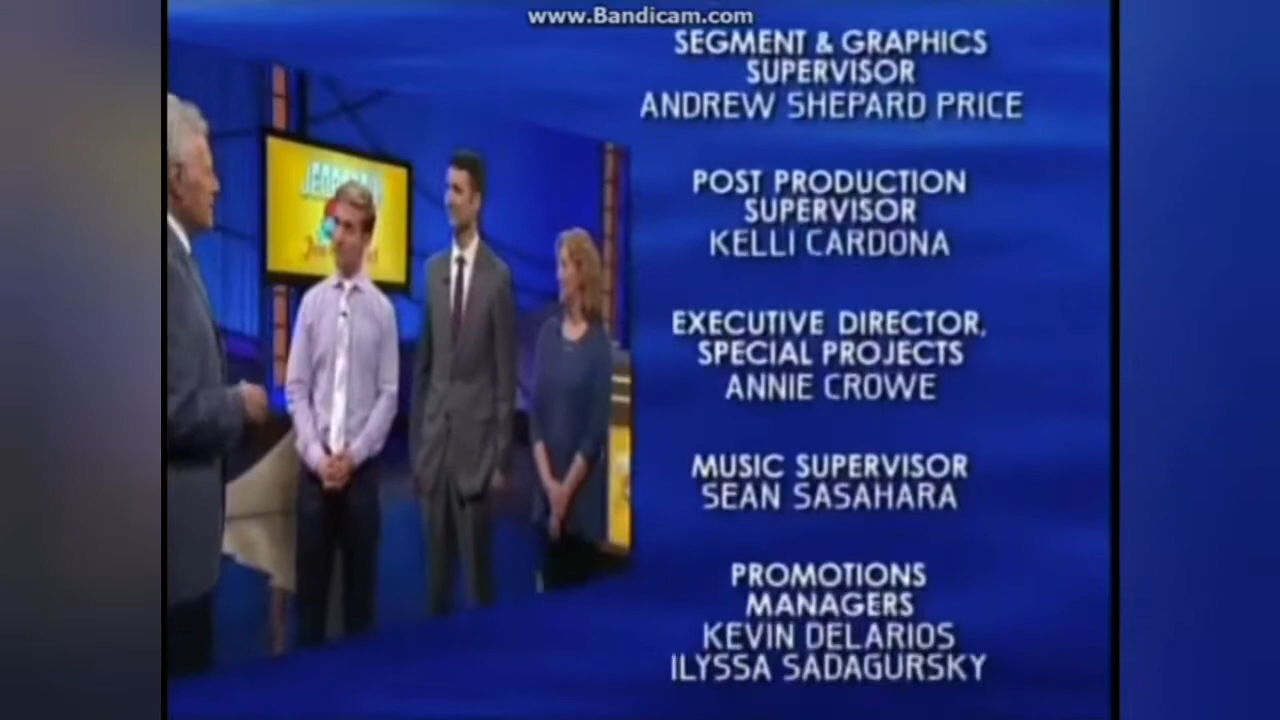 www.Bandicam.com
SEGMENT & GRAPHICS
SUPERVISOR
ANDREW SHEPARD PRICE
POST PRODUCTION
SUPERVISOR
KELLI CARDONA
EXECUTIVE DIRECTOR,
SPECIAL PROJECTS
ANNIE CROWE
MUSIC SUPERVISOR
SEAN SASAHARA
PROMOTIONS
MANAGERS
KEVIN DELARIOS
ILYSSA SADAGURSKY